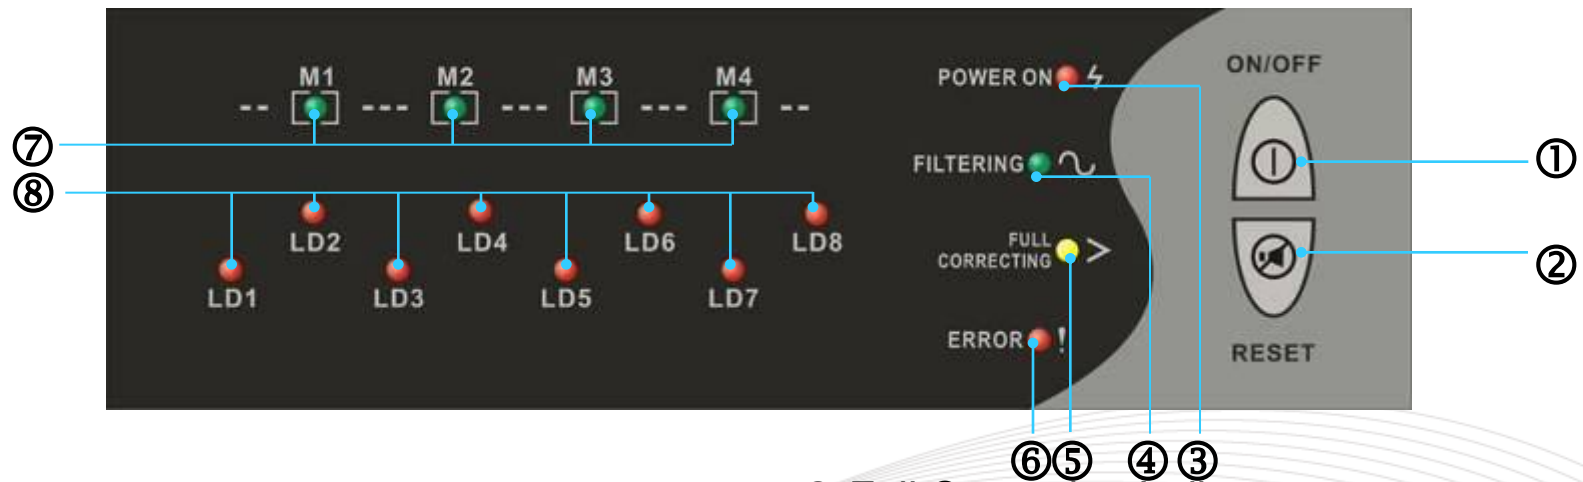 M1 M2 M3 M4
POWER ON
ON/OFF
FILTERING
⑦
①
⑧
LD2 LD4 LD6 LD8
FULL
CORRECTING
②
LD1 LD3 LD5 LD7
ERROR !
RESET
⑥⑤ ④③